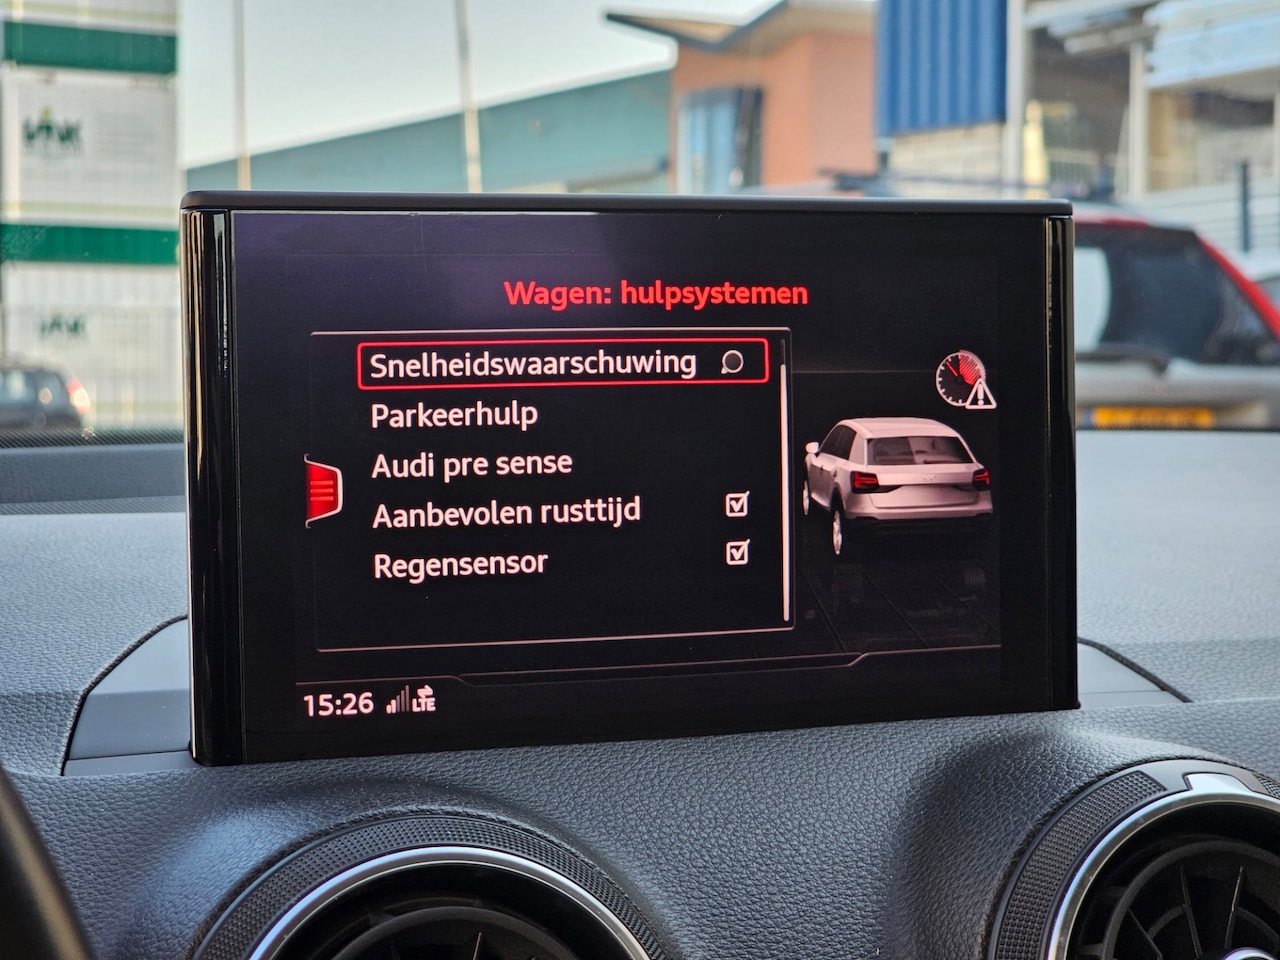 Wagen: hulpsystemen
Snelheidswaarschuwing
Parkeerhulp
Audi pre sense
Aanbevolen rusttijd
Regensensor
15:26 LTE